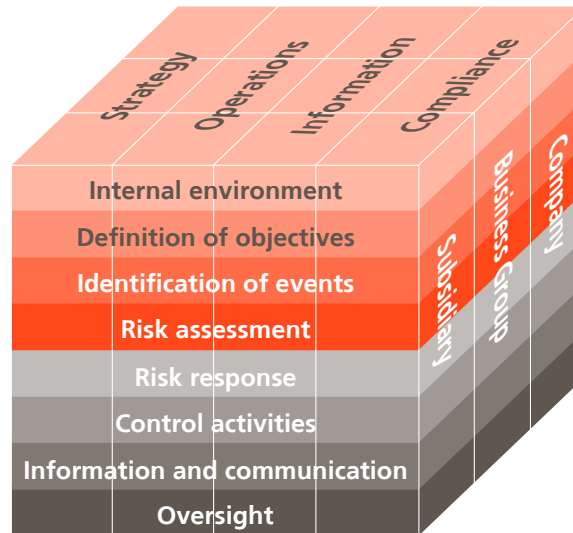 Strategy
Operations
Information
Compliance
Internal environment
Definition of objectives
Identification of events
Risk assessment
Risk response
Control activities
Information and communication
Oversight
Subsidiary
Business Group
Company